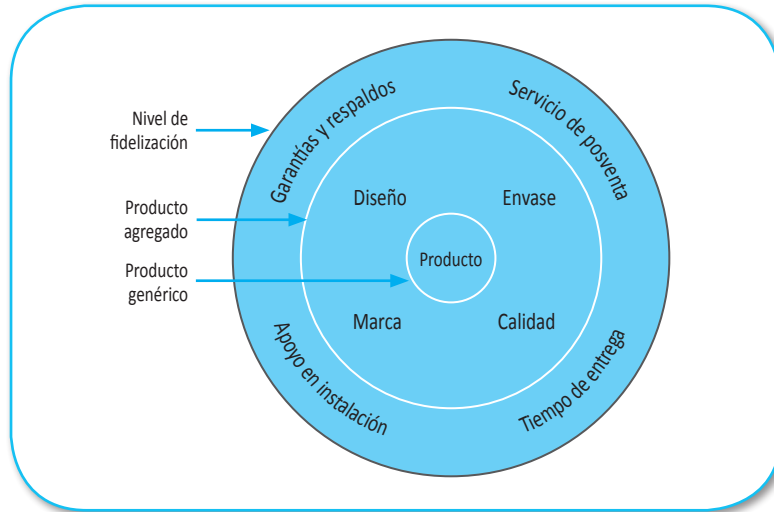 Nivel de
fidelización
Garantías y respaldos
Servicio de posventa
Producto
agregado
Diseño
Envase
Producto
genérico
Producto
Marca
Calidad
Apoyo en instalación
Tiempo de entrega